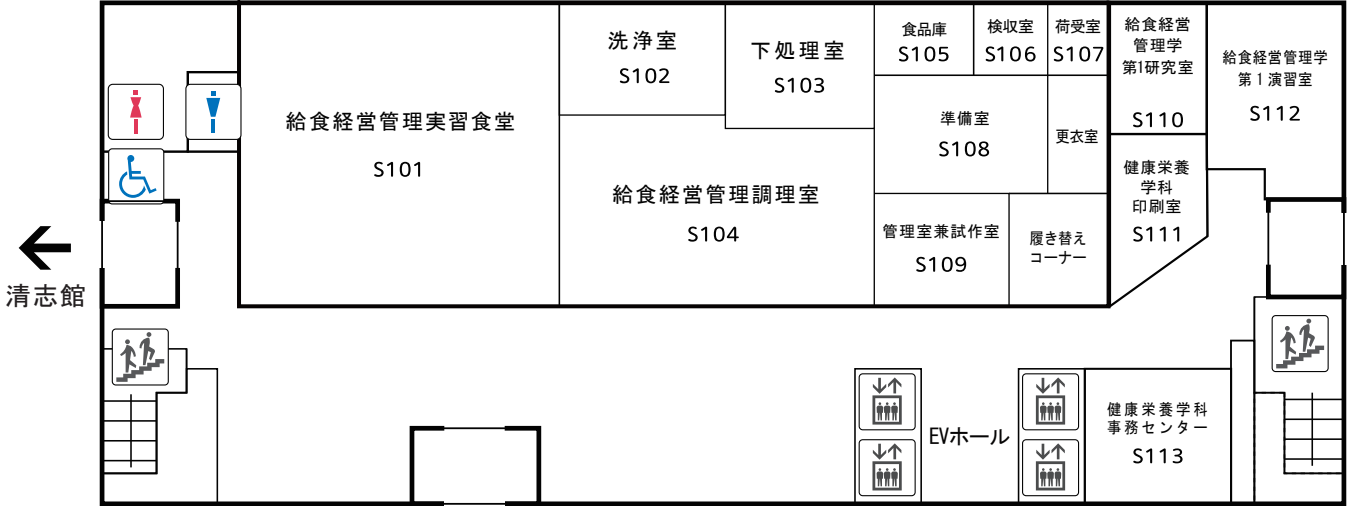 給食経営管理実習食堂
S101
洗浄室
S102
下処理室
S103
給食経営管理調理室
S104
食品庫
S105
検収室
S106
荷受室
S107
準備室
S108
更衣室
管理室兼試作室
S109
履き替え
コーナー
給食経営
管理学
第1研究室
S110
健康栄養
学科
印刷室
S111
給食経営管理学
第1演習室
S112
清志館
EVホール
健康栄養学科
事務センター
S113